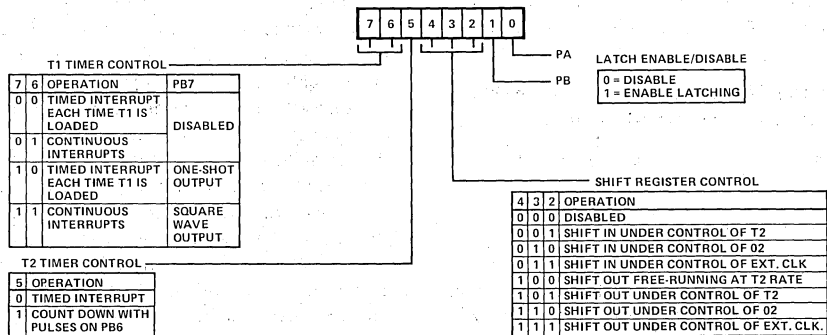 7 6 5 4 3 2 1 0
PA
PB
LATCH ENABLE/DISABLE
0 = DISABLE
1 = ENABLE LATCHING
T1 TIMER CONTROL
7 6 OPERATION PB7
0 0 TIMED INTERRUPT
EACH TIME T1 IS
LOADED
DISABLED
0 1 CONTINUOUS
INTERRUPTS
1 0 TIMED INTERRUPT ONE-SHOT
EACH TIME T1 IS OUTPUT
LOADED
1 1 CONTINUOUS SQUARE
INTERRUPTS WAVE
OUTPUT
T2 TIMER CONTROL
5 OPERATION
0 TIMED INTERRUPT
1 COUNT DOWN WITH
PULSES ON PB6
SHIFT REGISTER CONTROL
4 3 2 OPERATION
0 0 0 DISABLED
0 0 1 SHIFT IN UNDER CONTROL OF T2
0 1 0 SHIFT IN UNDER CONTROL OF 02
0 1 1 SHIFT IN UNDER CONTROL OF EXT. CLK
1 0 0 SHIFT OUT FREE-RUNNING AT T2 RATE
1 0 1 SHIFT OUT UNDER CONTROL OF T2
1 1 0 SHIFT OUT UNDER CONTROL OF 02
1 1 1 SHIFT OUT UNDER CONTROL OF EXT. CLK.